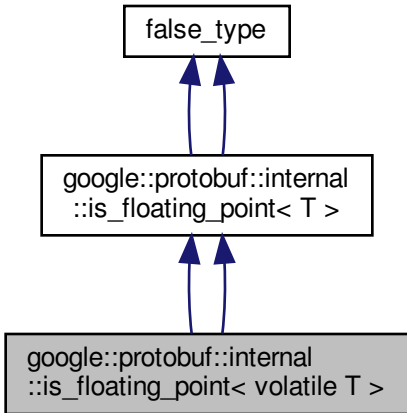 false_type
google::protobuf::internal
::is_floating_point< T >
google::protobuf::internal
::is_floating_point< volatile T >